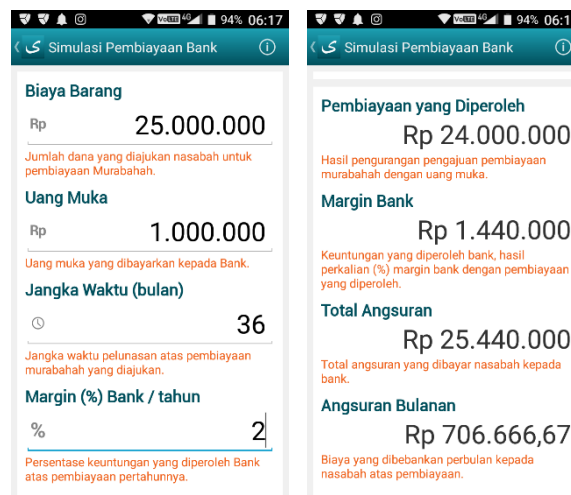 VoLTE 4G 94% 06:17
ک Simulasi Pembiayaan Bank
Biaya Barang
Rp 25.000.000
Jumlah dana yang diajukan nasabah untuk
pembiayaan Murabahah.
Uang Muka
Rp 1.000.000
Uang muka yang dibayarkan kepada Bank.
Jangka Waktu (bulan)
36
Jangka waktu pelunasan atas pembiayaan
murabahah yang diajukan.
Margin (%) Bank / tahun
% 2
Persentase keuntungan yang diperoleh Bank
atas pembiayaan pertahunnya.
VoLTE 4G 94% 06:1
ک Simulasi Pembiayaan Bank
Pembiayaan yang Diperoleh
Rp 24.000.000
Hasil pengurangan pengajuan pembiayaan
murabahah dengan uang muka.
Margin Bank
Rp 1.440.000
Keuntungan yang diperoleh bank, hasil
perkalian (%) margin bank dengan pembiayaan
yang diperoleh.
Total Angsuran
Rp 25.440.000
Total angsuran yang dibayar nasabah kepada
bank.
Angsuran Bulanan
Rp 706.666,67
Biaya yang dibebankan perbulan kepada
nasabah atas pembiayaan.